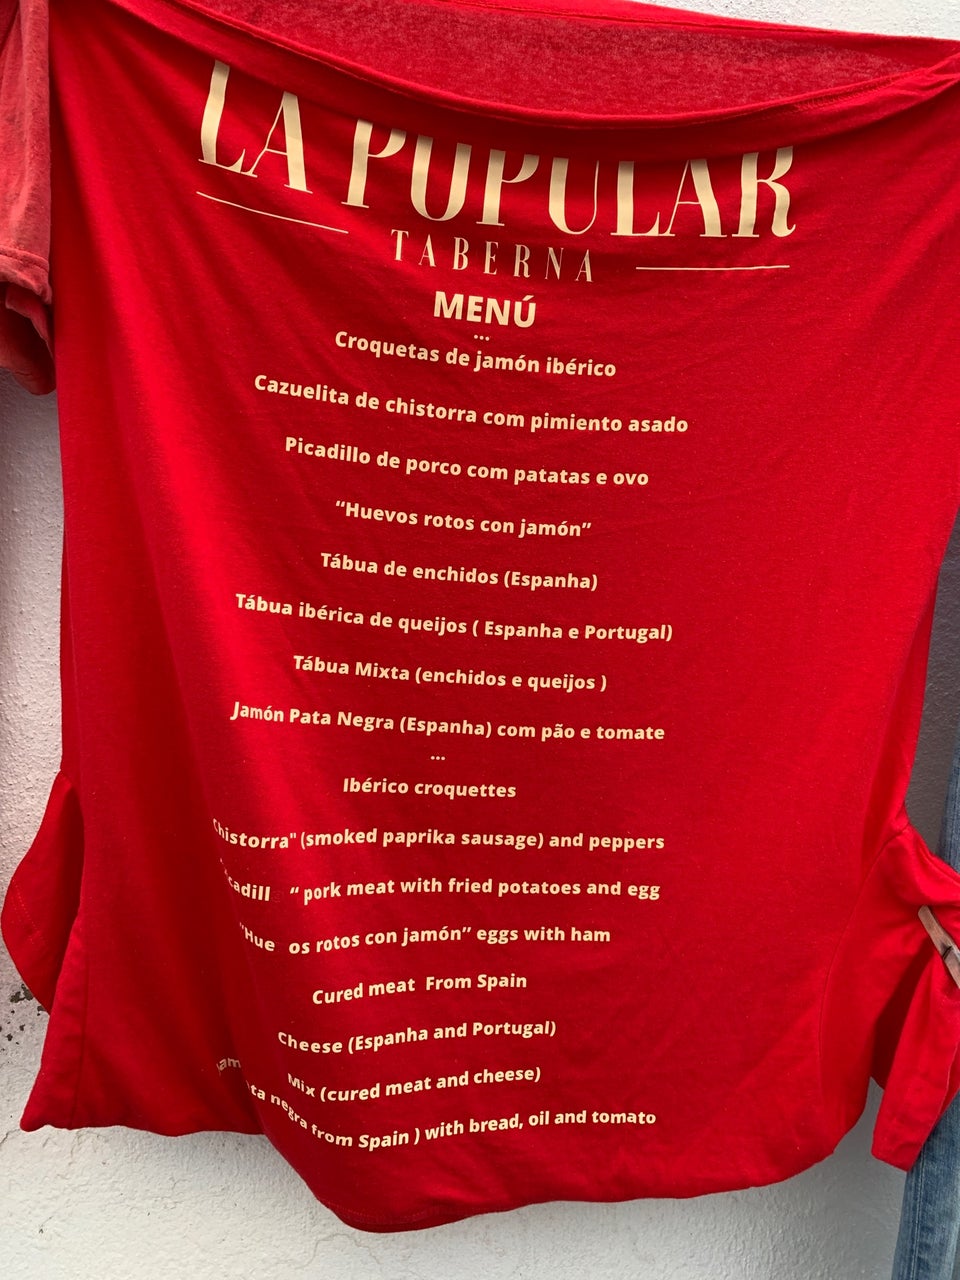 LA POPULAR
TABERNA
MENÚ
...
Croquetas de jamón ibérico
Cazuelita de chistorra com pimiento asado
Picadillo de porco com patatas e ovo
“Huevos rotos con jamón”
Tábua de enchidos (Espanha)
Tábua ibérica de queijos ( Espanha e Portugal)
Tábua Mixta (enchidos e queijos )
Jamón Pata Negra (Espanha) com pão e tomate
...
Ibérico croquettes
Chistorra" (smoked paprika sausage) and peppers
“ pork meat with fried potatoes and egg
"Hue os rotos con jamón” eggs with ham
Cured meat From Spain
Cheese (Espanha and Portugal)
Mix (cured meat and cheese)
negra from Spain ) with bread, oil and tomato